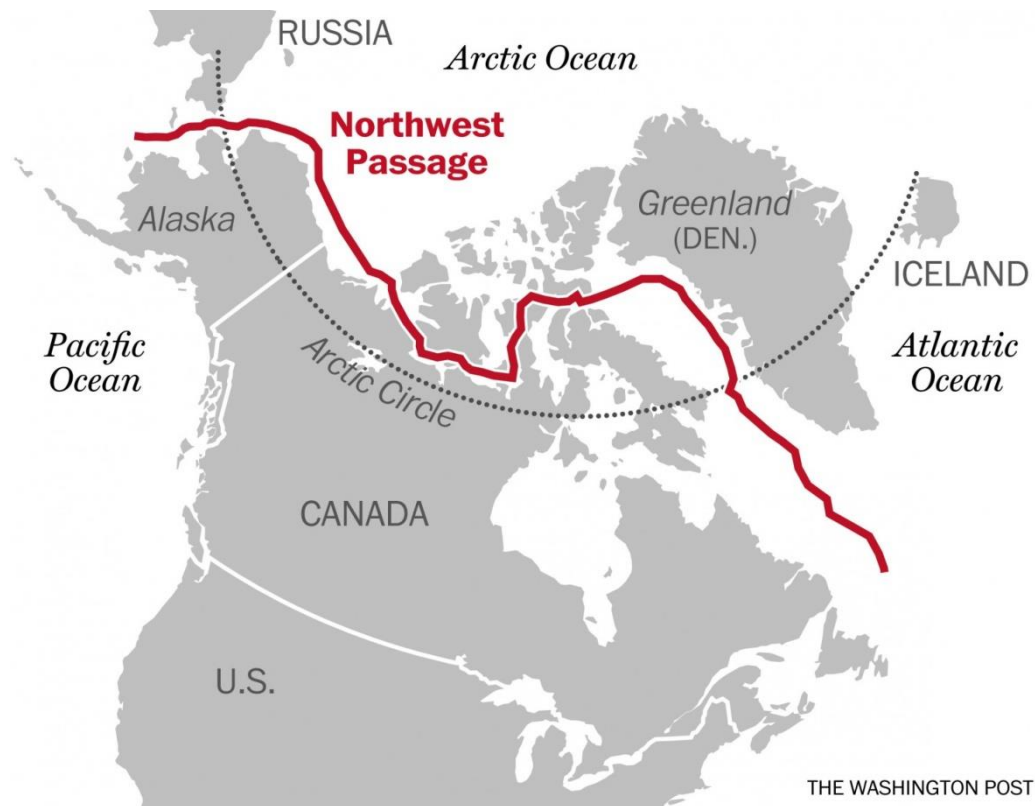 RUSSIA
Arctic Ocean
Northwest
Passage
Alaska
Greenland
(DEN.)
ICELAND
Pacific
Ocean
Arctic Circle
Atlantic
Ocean
CANADA
U.S.
THE WASHINGTON POST